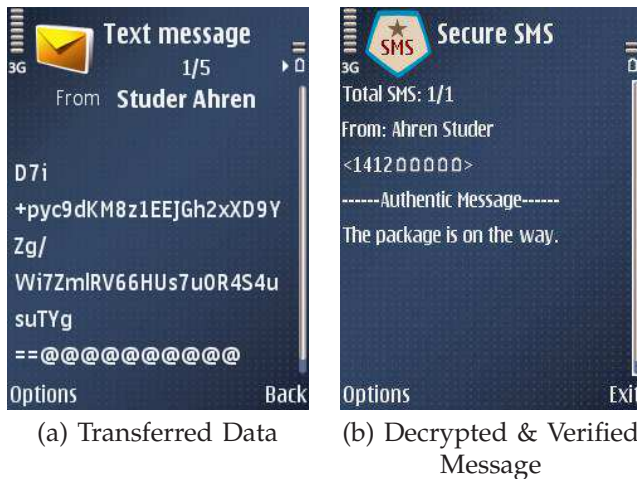 Text message
3G
1/5
From Studer Ahren
D7i
+pyc9dKM8z1EEJGh2xXD9Y
Zg/
Wi7ZmlRV66HUs7u0R4S4u
suTYg
==@@@@@@@@@@
Options Back
(a) Transferred Data
SMS
Secure SMS
3G
Total SMS: 1/1
From: Ahren Studer
<1412▯▯▯▯▯>
------Authentic Message------
The package is on the way.
Options Exit
(b) Decrypted & Verified
Message